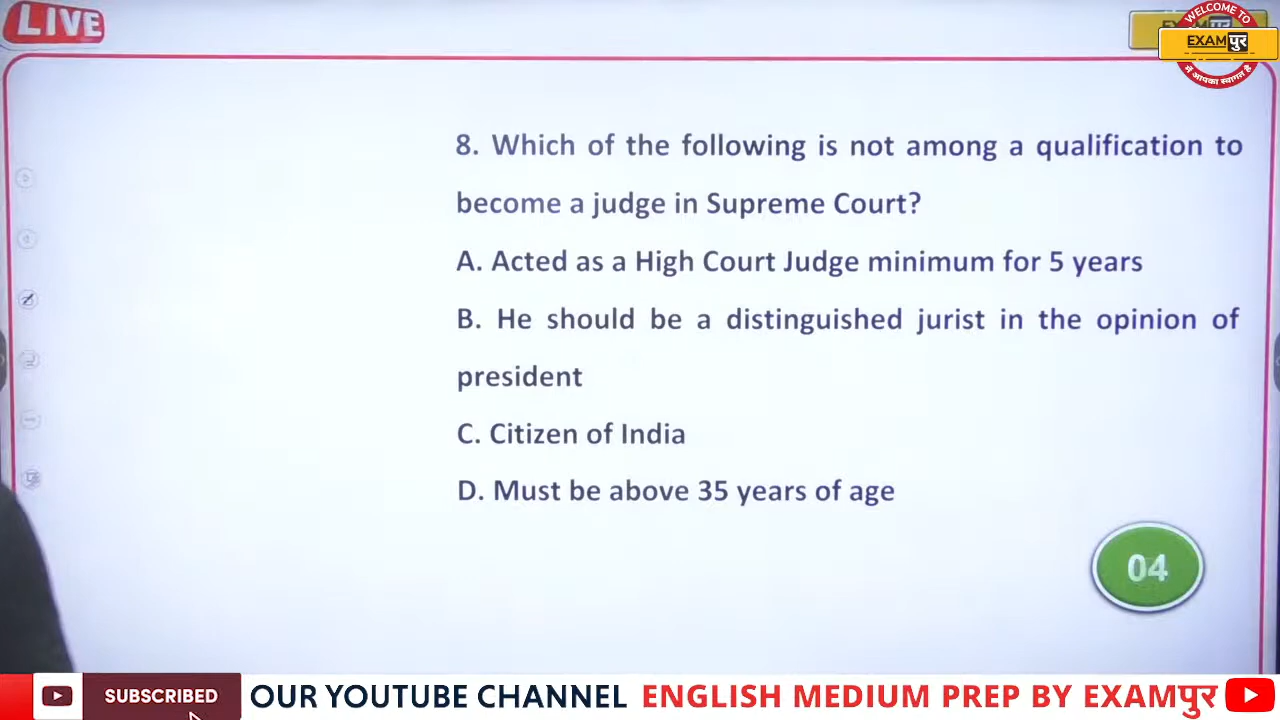 LIVE
WELCOME TO
EXAMपुर
में आपका स्वागत है
8. Which of the following is not among a qualification to
become a judge in Supreme Court?
A. Acted as a High Court Judge minimum for 5 years
B. He should be a distinguished jurist in the opinion of
president
C. Citizen of India
D. Must be above 35 years of age
04
SUBSCRIBED OUR YOUTUBE CHANNEL ENGLISH MEDIUM PREP BY EXAMपुर